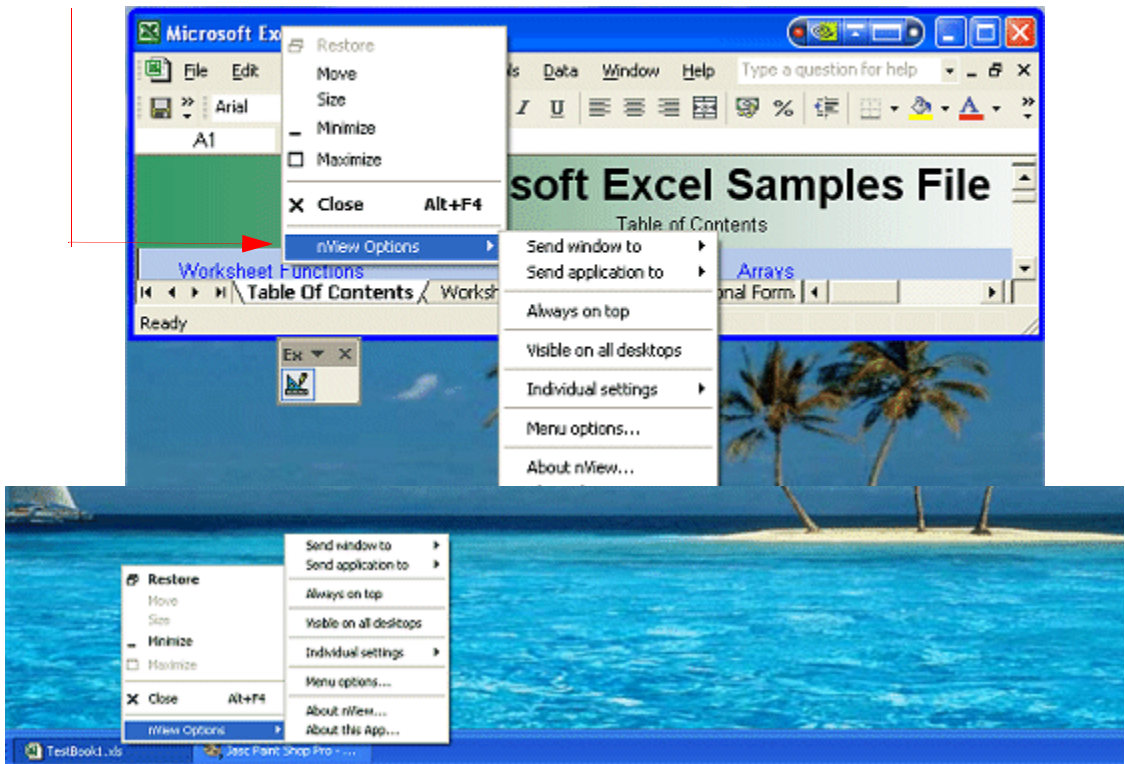 Microsoft Ex
Restore
Move
Size
Minimize
Maximize
Close Alt+F4
nView Options
File Edit
ls Data Window Help Type a question for help
Arial
I U %
A
A1
soft Excel Samples File
Table of Contents
Worksheet Functions
Arrays
Table Of Contents Worksh
onal Form
Ready
Send window to
Send application to
Always on top
Visible on all desktops
Individual settings
Menu options...
About nView...
Ex
Restore
Move
Size
Minimize
Maximize
Close Alt+F4
nView Options
Send window to
Send application to
Always on top
Visible on all desktops
Individual settings
Menu options...
About nView...
About this App...
TestBook1.xls
Jasc Paint Shop Pro - ...